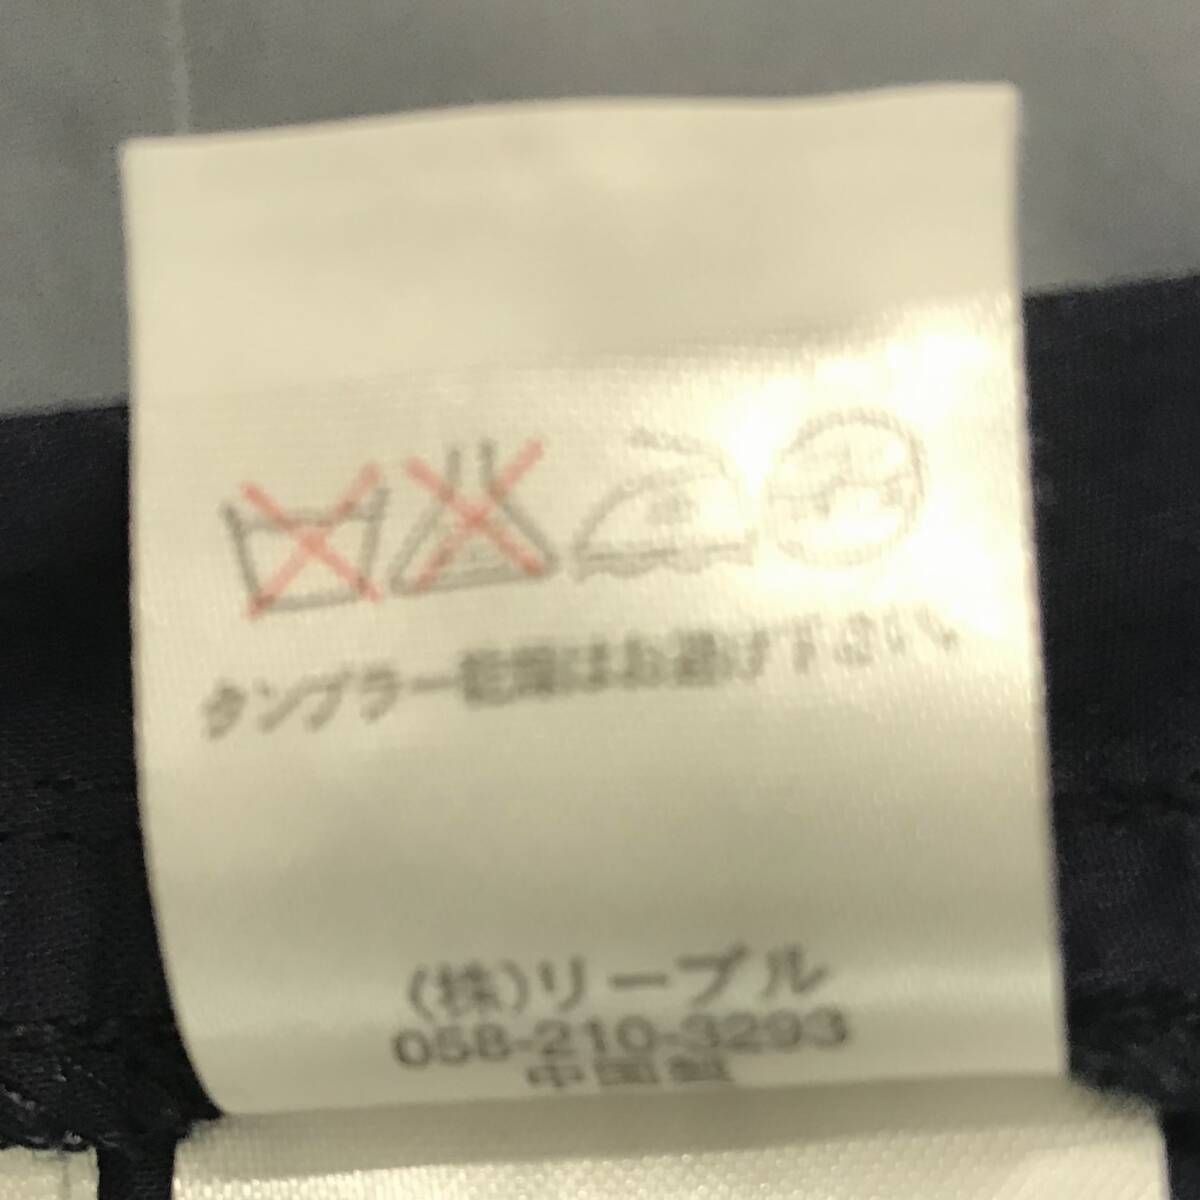 タンブラー乾燥はお避け下さい
(株)リーブル
058-210-3293
中国製